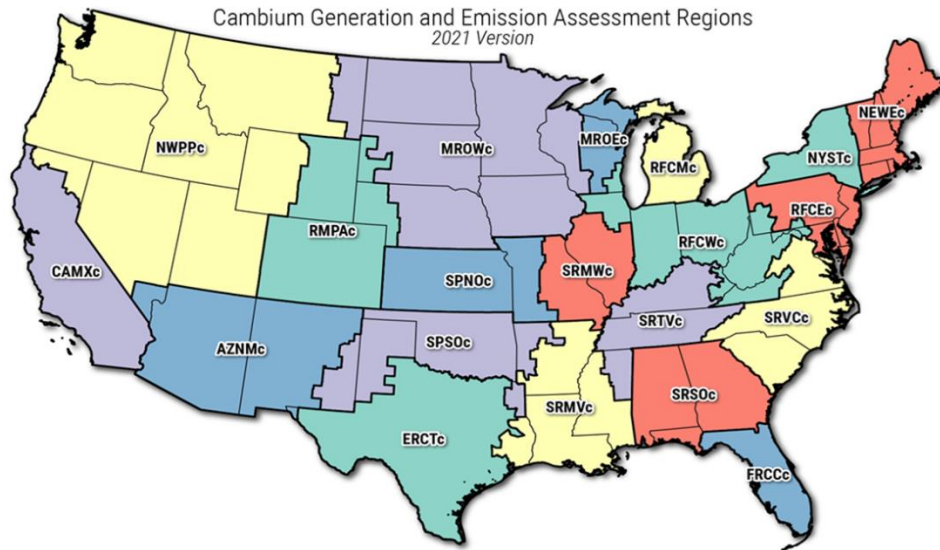 Cambium Generation and Emission Assessment Regions
2021 Version
NEWEc
NWPPc
MROWc
MROEc
RFCMc
NYSTc
RFCEc
RMPAc
RFCWc
CAMXc
SPNOc
SRMWc
SRTVc
SRVCc
AZNMc
SPSOc
SRMVc
SRSOc
ERCTc
FRCCc